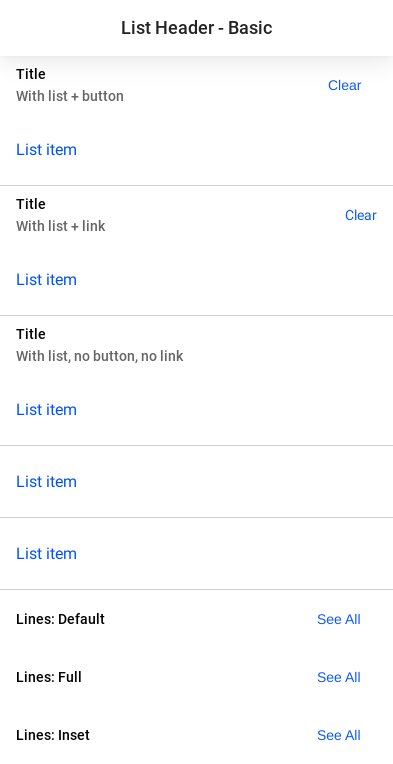 List Header - Basic
Title
With list + button
Clear
List item
Title
With list + link
Clear
List item
Title
With list, no button, no link
List item
List item
List item
Lines: Default
See All
Lines: Full
See All
Lines: Inset
See All